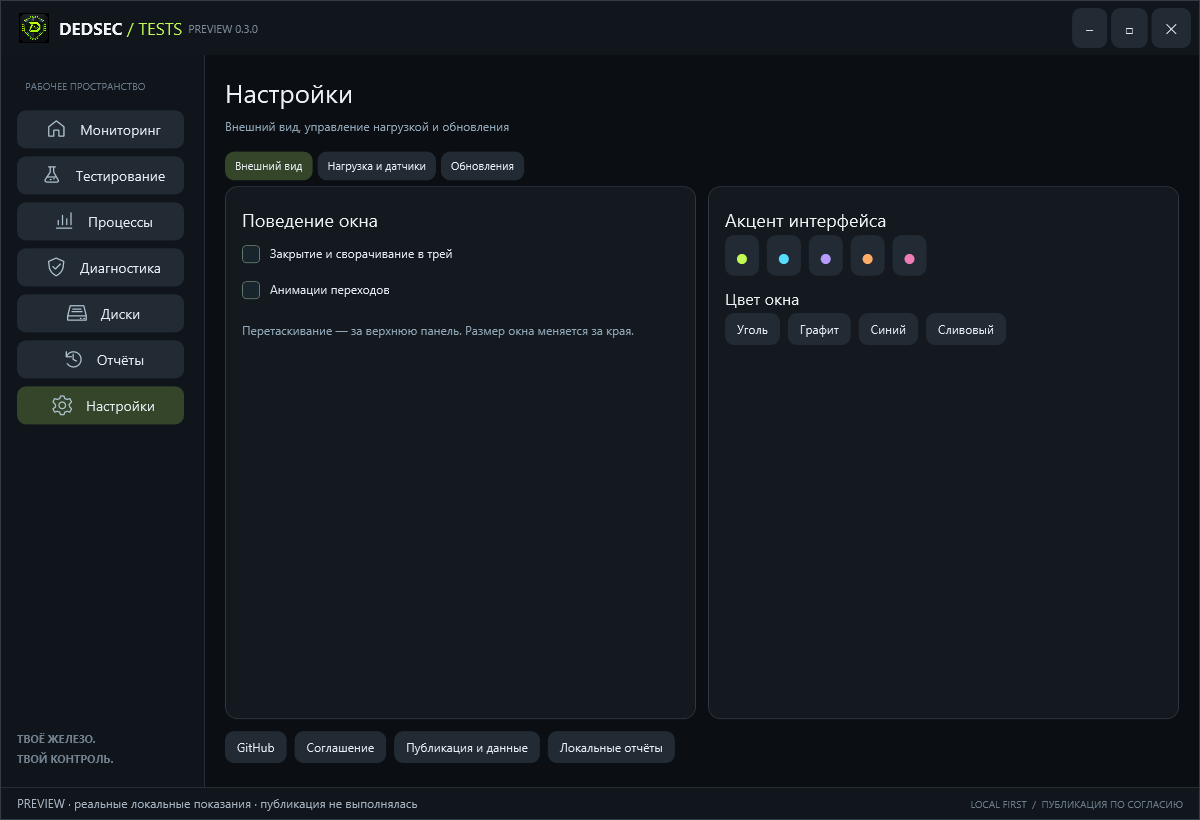 DEDSEC / TESTS PREVIEW 0.3.0
РАБОЧЕЕ ПРОСТРАНСТВО
Мониторинг
Тестирование
Процессы
Диагностика
Диски
Отчёты
Настройки
ТВОЁ ЖЕЛЕЗО.
ТВОЙ КОНТРОЛЬ.
Настройки
Внешний вид, управление нагрузкой и обновления
Внешний вид Нагрузка и датчики Обновления
Поведение окна
Закрытие и сворачивание в трей
Анимации переходов
Перетаскивание — за верхнюю панель. Размер окна меняется за края.
Акцент интерфейса
Цвет окна
Уголь Графит Синий Сливовый
GitHub Соглашение Публикация и данные Локальные отчёты
PREVIEW · реальные локальные показания · публикация не выполнялась
LOCAL FIRST / ПУБЛИКАЦИЯ ПО СОГЛАСИЮ